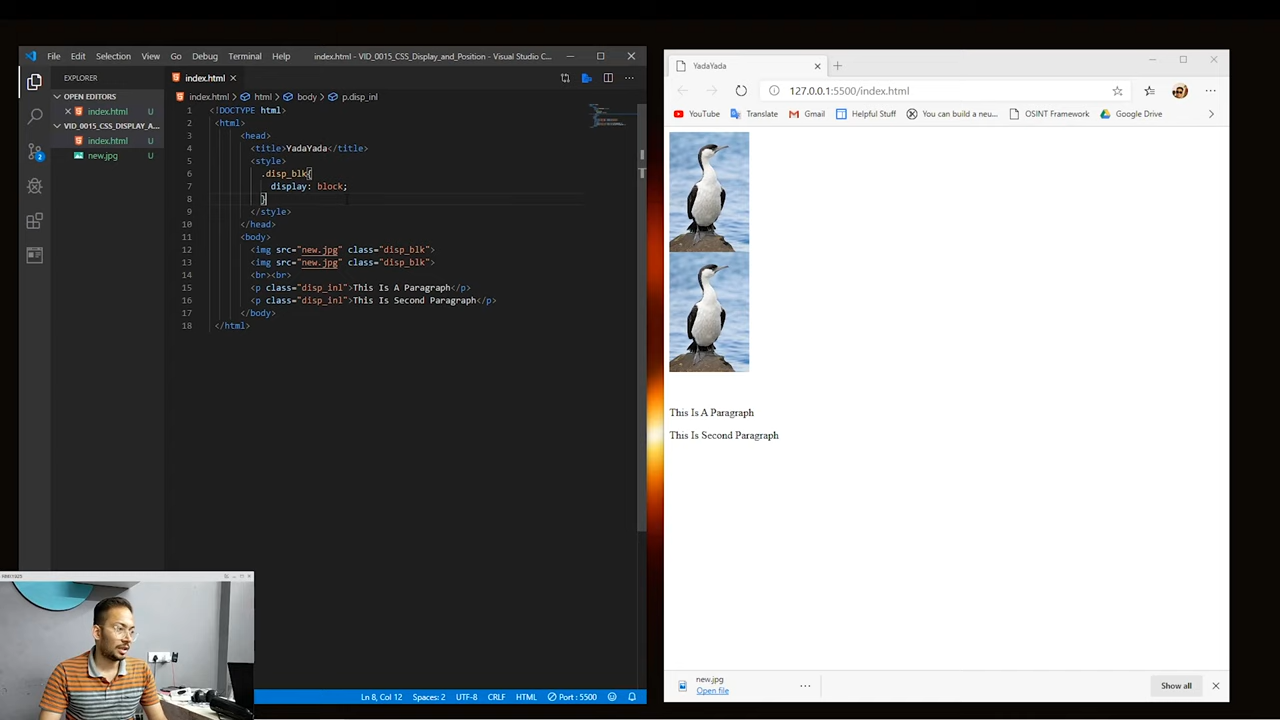 File Edit Selection View Go Debug Terminal Help
index.html - VID_0015_CSS_Display_and_Position - Visual Studio C...
EXPLORER
OPEN EDITORS
index.html U
VID_0015_CSS_DISPLAY_A...
index.html U
new.jpg U
2
index.html
index.html > html > body > p.disp_inl
1 <!DOCTYPE html>
2 <html>
3 <head>
4 <title>YadaYada</title>
5 <style>
6 .disp_blk{
7 display: block;
8 }
9 </style>
10 </head>
11 <body>
12 <img src="new.jpg" class="disp_blk">
13 <img src="new.jpg" class="disp_blk">
14 <br><br>
15 <p class="disp_inl">This Is A Paragraph</p>
16 <p class="disp_inl">This Is Second Paragraph</p>
17 </body>
18 </html>
Ln 8, Col 12 Spaces: 2 UTF-8 CRLF HTML Port : 5500
YadaYada
127.0.0.1:5500/index.html
YouTube Translate Gmail Helpful Stuff You can build a neu... OSINT Framework Google Drive
This Is A Paragraph
This Is Second Paragraph
new.jpg
Open file
Show all